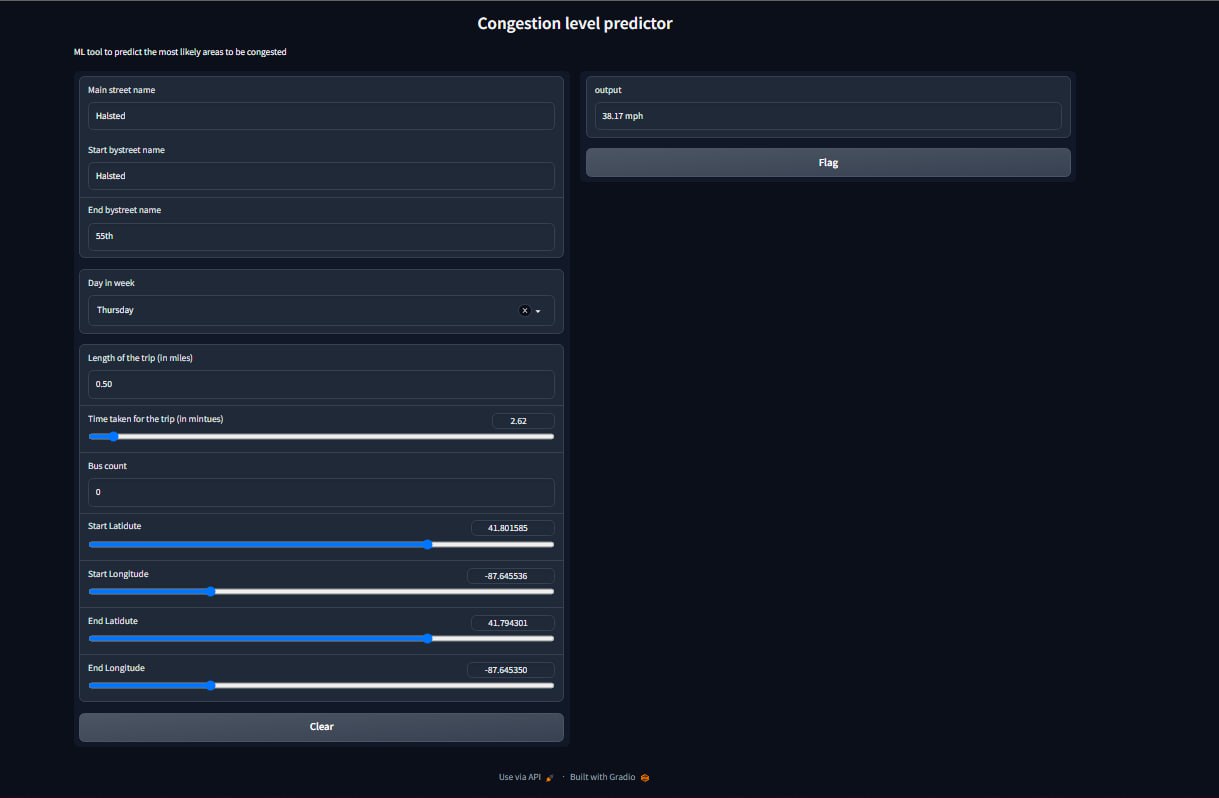 Congestion level predictor
ML tool to predict the most likely areas to be congested
Main street name
Halsted
Start bystreet name
Halsted
End bystreet name
55th
Day in week
Thursday
Length of the trip (in miles)
0.50
Time taken for the trip (in mintues)
2.62
Bus count
0
Start Latidute
41.801585
Start Longitude
-87.645536
End Latidute
41.794301
End Longitude
-87.645350
Clear
output
38.17 mph
Flag
Use via API · Built with Gradio